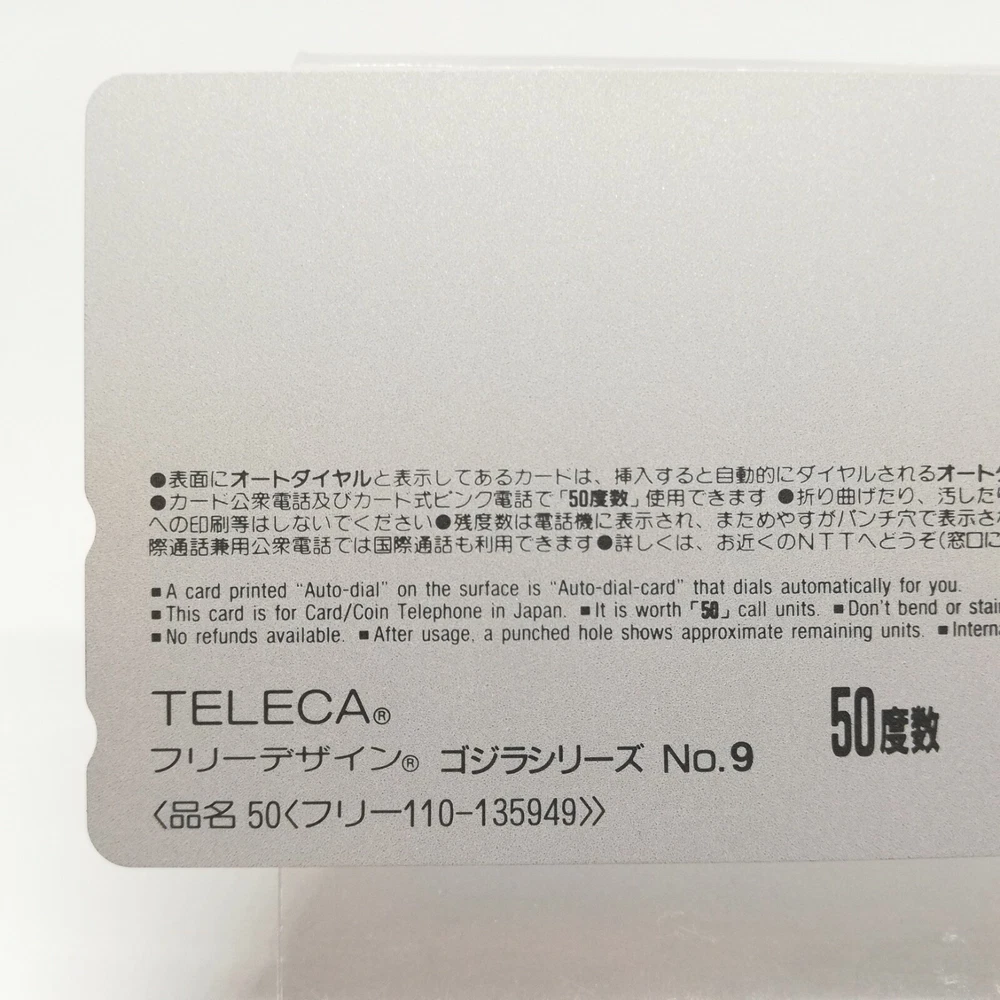 ●表面にオートダイヤルと表示してあるカードは、挿入すると自動的にダイヤルされるオート
●カード公衆電話及びカード式ピンク電話で「50度数」使用できます ●折り曲げたり、汚した
への印刷等はしないでください●残度数は電話機に表示され、まためやすがパンチ穴で表示さ
際通話兼用公衆電話では国際通話も利用できます●詳しくは、お近くのNTTへどうぞ(窓口に
■A card printed “Auto-dial” on the surface is “Auto-dial-card” that dials automatically for you.
■This card is for Card/Coin Telephone in Japan. ■It is worth「50」call units. ■Don't bend or stai
■No refunds available. ■After usage, a punched hole shows approximate remaining units. ■Interna
TELECA®
50度数
フリーデザイン® ゴジラシリーズ No.9
〈品名 50〈フリー110-135949〉〉